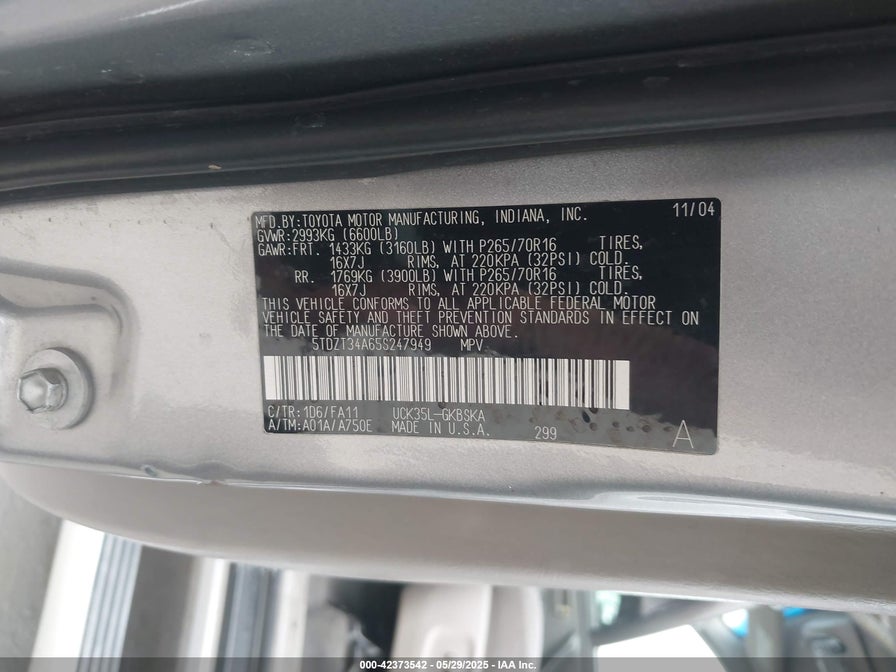 MFD.BY:TOYOTA MOTOR MANUFACTURING, INDIANA, INC. 11/04
GVWR:2993KG (6600LB)
GAWR:FRT. 1433KG (3160LB) WITH P265/70R16 TIRES,
16X7J RIMS, AT 220KPA (32PSI) COLD.
RR. 1769KG (3900LB) WITH P265/70R16 TIRES,
16X7J RIMS, AT 220KPA (32PSI) COLD.
THIS VEHICLE CONFORMS TO ALL APPLICABLE FEDERAL MOTOR
VEHICLE SAFETY AND THEFT PREVENTION STANDARDS IN EFFECT ON
THE DATE OF MANUFACTURE SHOWN ABOVE.
5TDZT34A65S247949 MPV
C/TR:1D6/FA11 UCK35L-GKBSKA
A/TM:A01A/A750E MADE IN U.S.A. 299 A
000-42373542 - 05/29/2025 - IAA Inc.